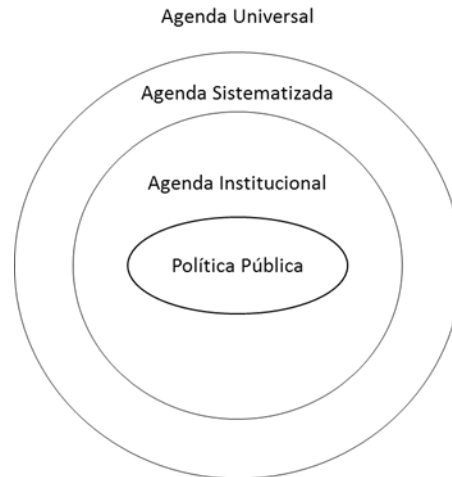 Agenda Universal
Agenda Sistematizada
Agenda Institucional
Política Pública